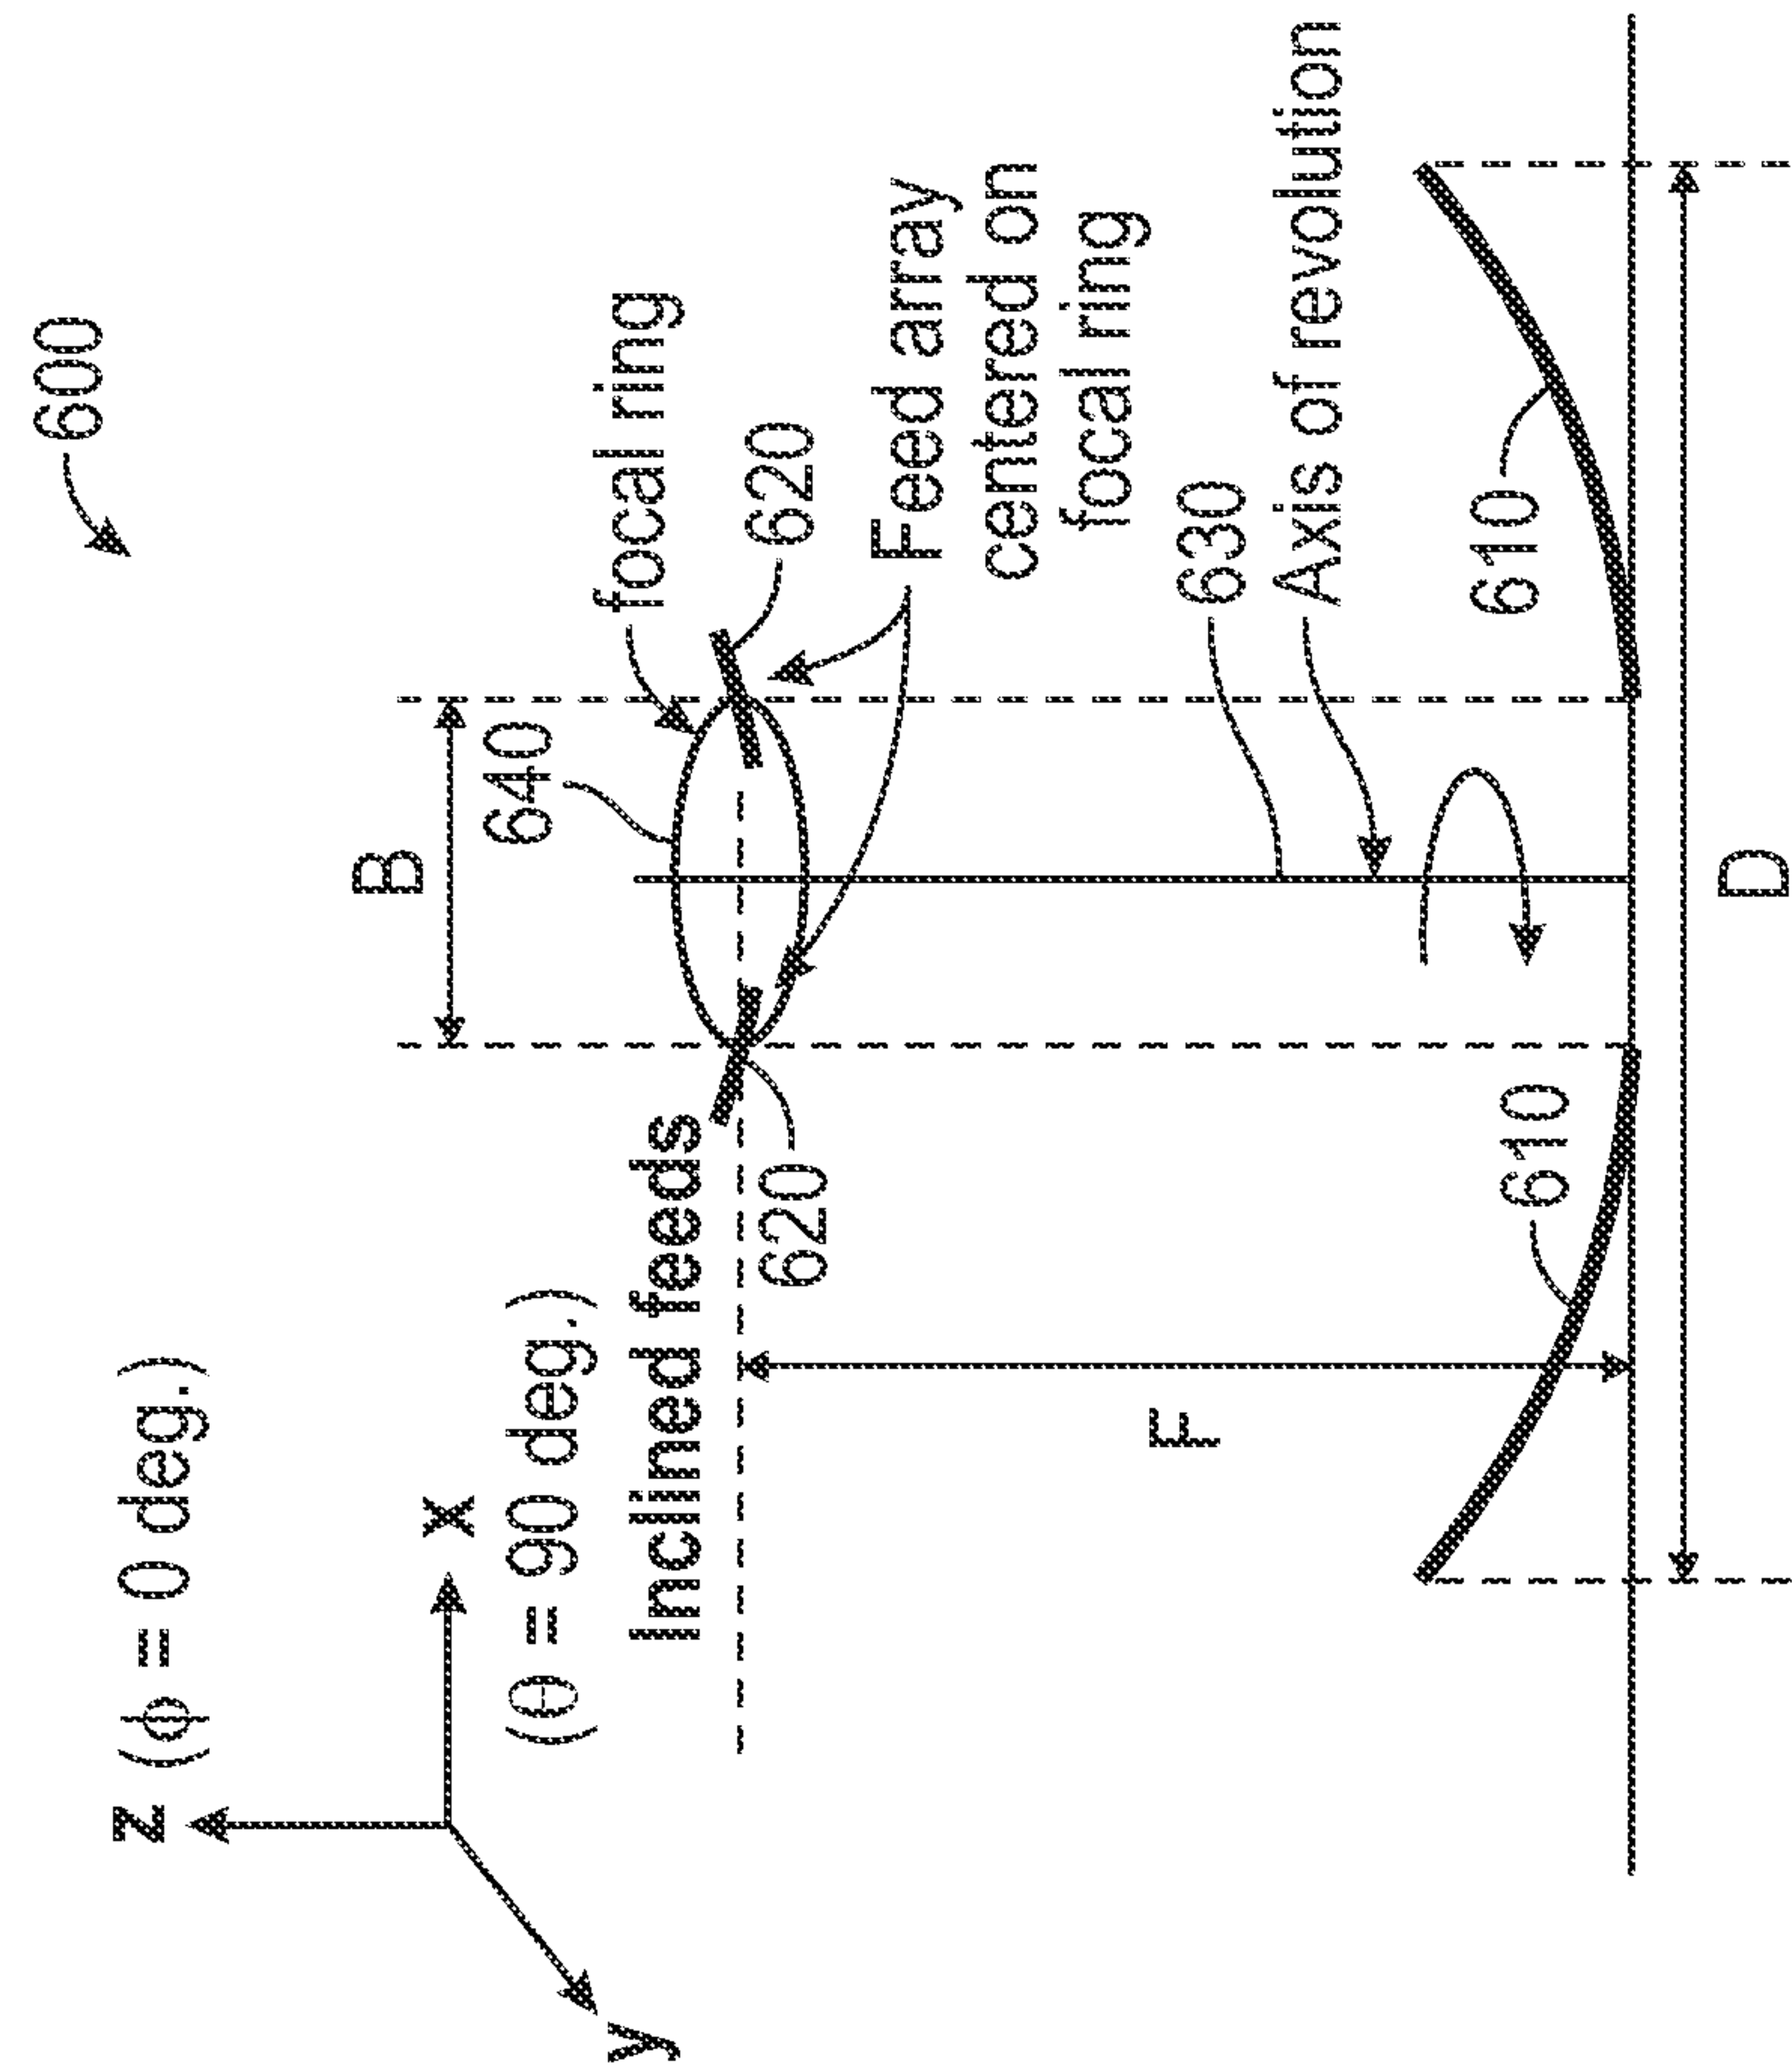 600
z (ϕ = 0 deg.)
x
(θ = 90 deg.)
y
B
640
focal ring
Inclined feeds
620
620
Feed array
centered on
focal ring
F
630
Axis of revolution
610
610
D